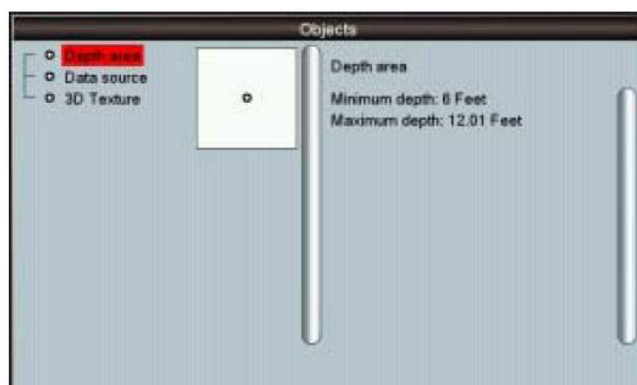 Objects
Depth area
Data source
3D Texture
Depth area
Minimum depth: 6 Feet
Maximum depth: 12.01 Feet